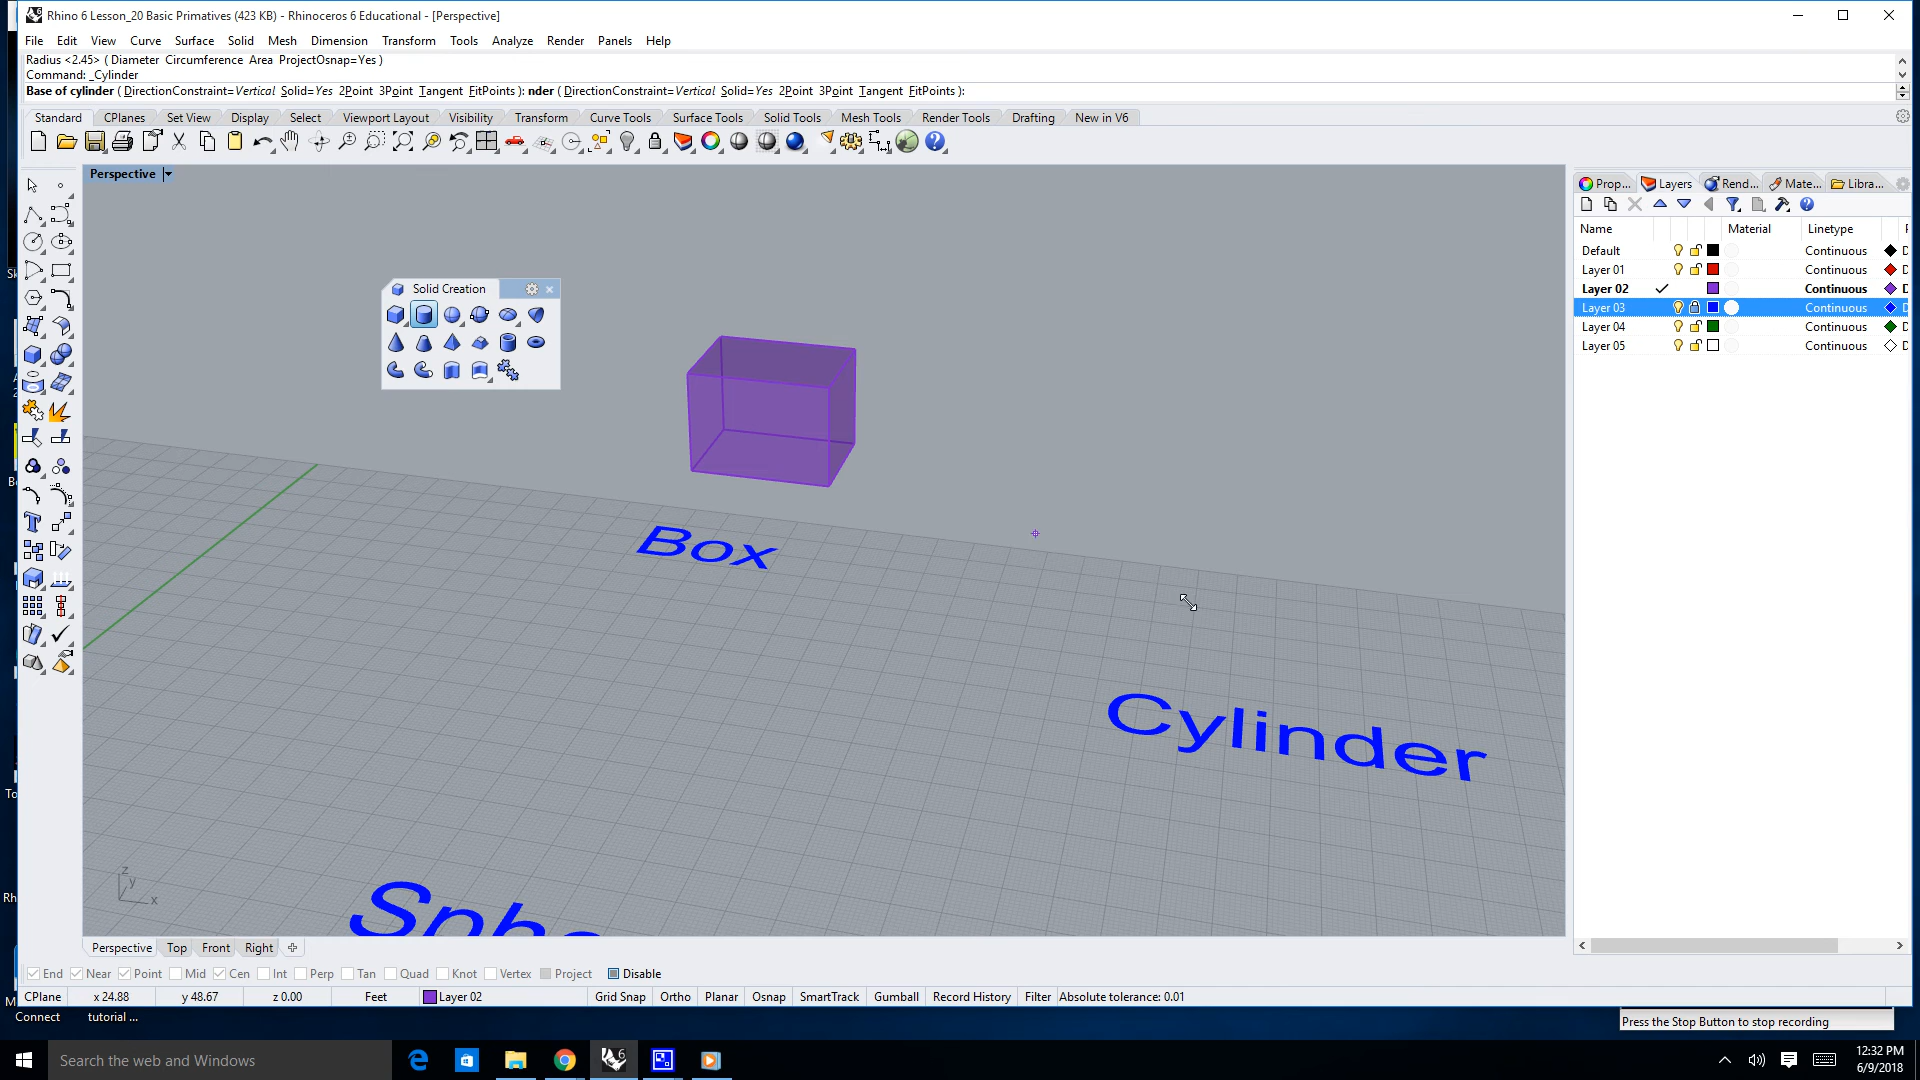 Rhino 6 Lesson_20 Basic Primatives (423 KB) - Rhinoceros 6 Educational - [Perspective]
File Edit View Curve Surface Solid Mesh Dimension Transform Tools Analyze Render Panels Help
Radius <2.45> ( Diameter Circumference Area ProjectOsnap=Yes )
Command: _Cylinder
Base of cylinder ( DirectionConstraint=Vertical Solid=Yes 2Point 3Point Tangent FitPoints ): nder ( DirectionConstraint=Vertical Solid=Yes 2Point 3Point Tangent FitPoints ):
Standard CPlanes Set View Display Select Viewport Layout Visibility Transform Curve Tools Surface Tools Solid Tools Mesh Tools Render Tools Drafting New in V6
Perspective
Prop... Layers Rend... Mate... Libra...
Name Material Linetype
Default Continuous
Layer 01 Continuous
Layer 02 Continuous
Layer 03 Continuous
Layer 04 Continuous
Layer 05 Continuous
Solid Creation
Box
Cylinder
z
y
x
Perspective Top Front Right
End Near Point Mid Cen Int Perp Tan Quad Knot Vertex Project Disable
CPlane x 24.88 y 48.67 z 0.00 Feet Layer 02 Grid Snap Ortho Planar Osnap SmartTrack Gumball Record History Filter Absolute tolerance: 0.01
Connect tutorial ...
Press the Stop Button to stop recording
Search the web and Windows
6
12:32 PM
6/9/2018